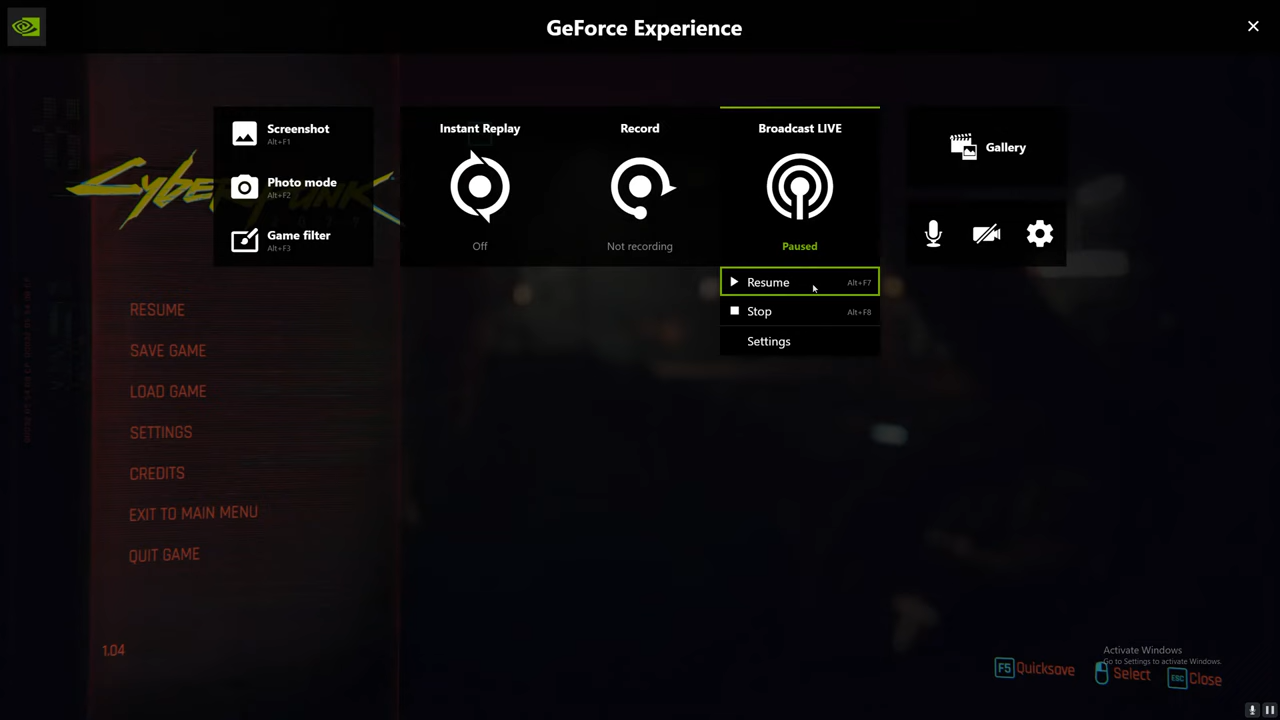 GeForce Experience
Screenshot
Alt+F1
Photo mode
Alt+F2
Game filter
Alt+F3
Instant Replay
Off
Record
Not recording
Broadcast LIVE
Paused
Resume Alt+F7
Stop Alt+F8
Settings
Gallery
CYBERPUNK
RESUME
SAVE GAME
LOAD GAME
SETTINGS
CREDITS
EXIT TO MAIN MENU
QUIT GAME
1.04
Activate Windows
Go to Settings to activate Windows.
F5 Quicksave
Select
ESC Close